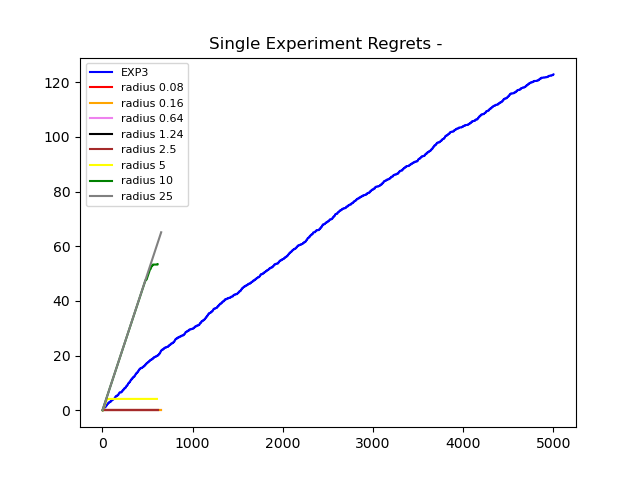 Single Experiment Regrets -
EXP3
radius 0.08
radius 0.16
radius 0.64
radius 1.24
radius 2.5
radius 5
radius 10
radius 25
120
100
80
60
40
20
0
0 1000 2000 3000 4000 5000